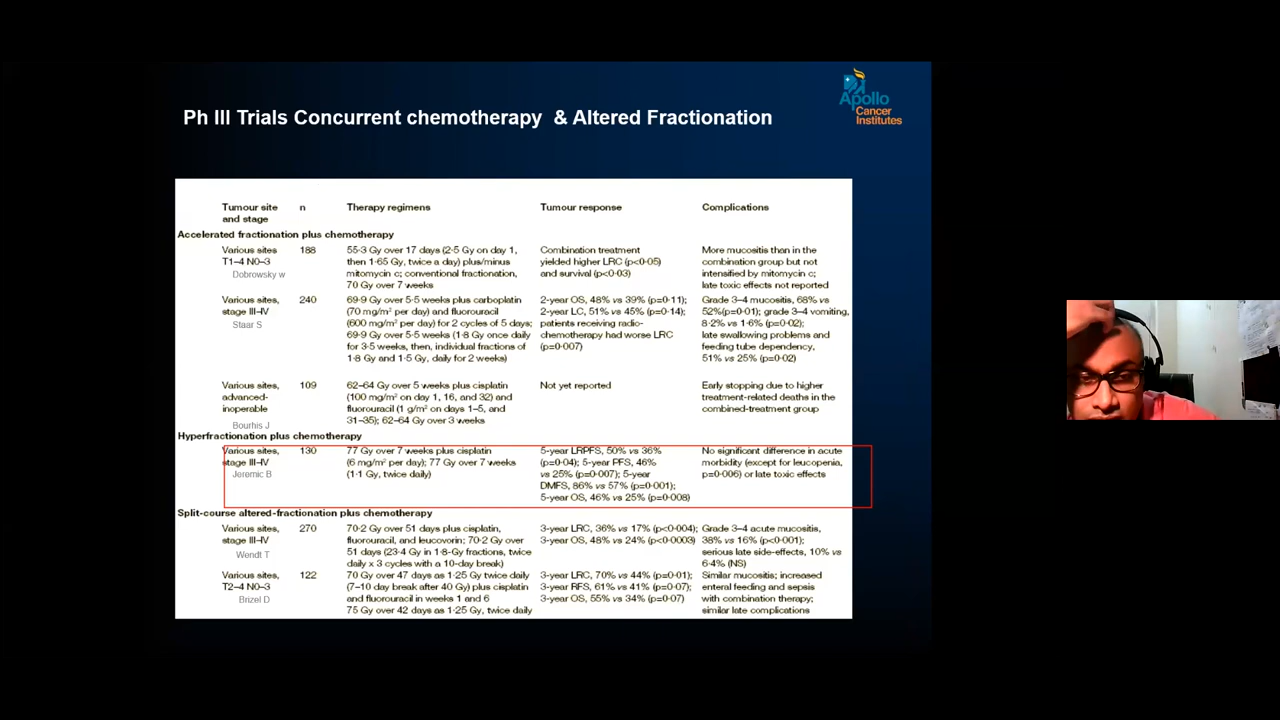 Ph III Trials Concurrent chemotherapy & Altered Fractionation
Apollo
Cancer
Institutes
Tumour site n Therapy regimens Tumour response Complications
and stage
Accelerated fractionation plus chemotherapy
Various sites 188 55·3 Gy over 17 days (2·5 Gy on day 1, Combination treatment More mucositis than in the
T1–4 N0–3 then 1·65 Gy, twice a day) plus/minus yielded higher LRC (p<0·05) combination group but not
Dobrowsky w mitomycin c; conventional fractionation, and survival (p<0·03) intensified by mitomycin c;
70 Gy over 7 weeks late toxic effects not reported
Various sites, 240 69·9 Gy over 5·5 weeks plus carboplatin 2-year OS, 48% vs 39% (p=0·11); Grade 3–4 mucositis, 68% vs
stage III–IV (70 mg/m² per day) and fluorouracil 2-year LC, 51% vs 45% (p=0·14); 52%(p=0·01); grade 3–4 vomiting,
Staar S (600 mg/m² per day) for 2 cycles of 5 days; patients receiving radio- 8·2% vs 1·6% (p=0·02);
69·9 Gy over 5·5 weeks (1·8 Gy once daily chemotherapy had worse LRC late swallowing problems and
for 3·5 weeks, then, individual fractions of (p=0·007) feeding tube dependency,
1·8 Gy and 1·5 Gy, daily for 2 weeks) 51% vs 25% (p=0·02)
Various sites, 109 62–64 Gy over 5 weeks plus cisplatin Not yet reported Early stopping due to higher
advanced- (100 mg/m² on day 1, 16, and 32) and treatment-related deaths in the
inoperable fluorouracil (1 g/m² on days 1–5, and combined-treatment group
Bourhis J 31–35); 62–64 Gy over 3 weeks
Hyperfractionation plus chemotherapy
Various sites, 130 77 Gy over 7 weeks plus cisplatin 5-year LRPFS, 50% vs 36% No significant difference in acute
stage III–IV (6 mg/m² per day); 77 Gy over 7 weeks (p=0·04); 5-year PFS, 46% morbidity (except for leucopenia,
Jeremic B (1·1 Gy, twice daily) vs 25% (p=0·007); 5-year p=0·006) or late toxic effects
DMFS, 86% vs 57% (p=0·001);
5-year OS, 46% vs 25% (p=0·008)
Split-course altered-fractionation plus chemotherapy
Various sites, 270 70·2 Gy over 51 days plus cisplatin, 3-year LRC, 36% vs 17% (p<0·004); Grade 3–4 acute mucositis,
stage III–IV fluorouracil, and leucovorin; 70·2 Gy over 3-year OS, 48% vs 24% (p<0·0003) 38% vs 16% (p<0·001);
Wendt T 51 days (23·4 Gy in 1·8-Gy fractions, twice serious late side-effects, 10% vs
daily x 3 cycles with a 10-day break) 6·4% (NS)
Various sites, 122 70 Gy over 47 days as 1·25 Gy twice daily 3-year LRC, 70% vs 44% (p=0·01); Similar mucositis; increased
T2–4 N0–3 (7–10 day break after 40 Gy) plus cisplatin 3-year RFS, 61% vs 41% (p=0·07); enteral feeding and sepsis
Brizel D and fluorouracil in weeks 1 and 6 3-year OS, 55% vs 34% (p=0·07) with combination therapy;
75 Gy over 42 days as 1·25 Gy, twice daily similar late complications